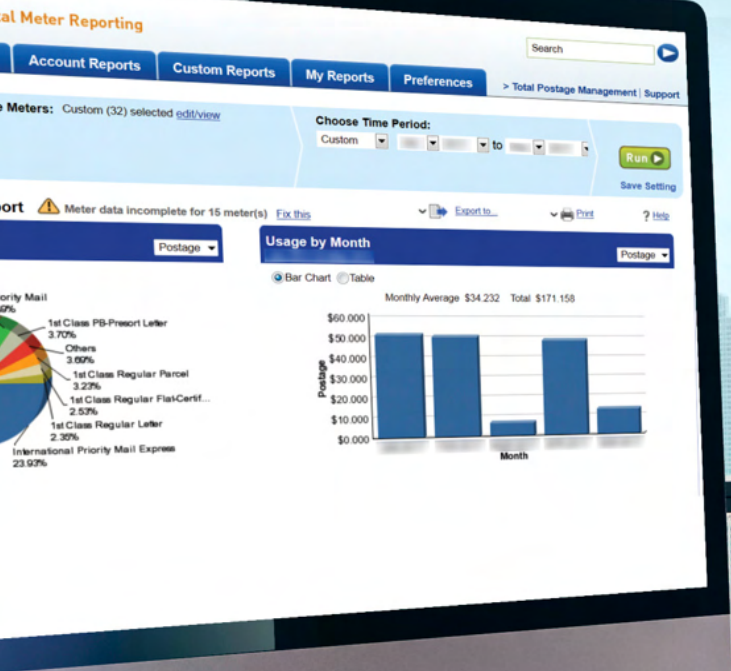 tal Meter Reporting
Search
Account Reports
Custom Reports
My Reports
Preferences
> Total Postage Management | Support
e Meters: Custom (32) selected edit/view
Choose Time Period:
Custom
to
Run
Save Setting
ort
Meter data incomplete for 15 meter(s) Fix this
Export to...
Print
? Help
Postage
Usage by Month
Postage
Bar Chart
Table
Monthly Average $34.232 Total $171.158
ority Mail
1st Class PB-Presort Letter
3.70%
Others
3.69%
1st Class Regular Parcel
3.23%
1st Class Regular Flat-Certif...
2.53%
1st Class Regular Letter
2.35%
International Priority Mail Express
23.93%
$60.000
$50.000
$40.000
$30.000
$20.000
$10.000
$0.000
Postage
Month